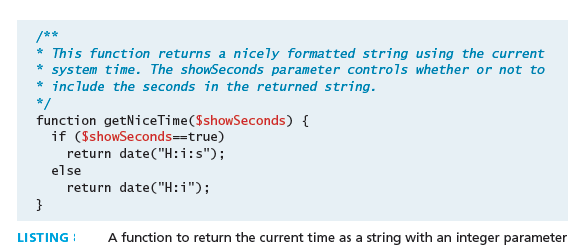 /**
* This function returns a nicely formatted string using the current
* system time. The showSeconds parameter controls whether or not to
* include the seconds in the returned string.
*/
function getNiceTime($showSeconds) {
if ($showSeconds==true)
return date("H:i:s");
else
return date("H:i");
}
LISTING A function to return the current time as a string with an integer parameter